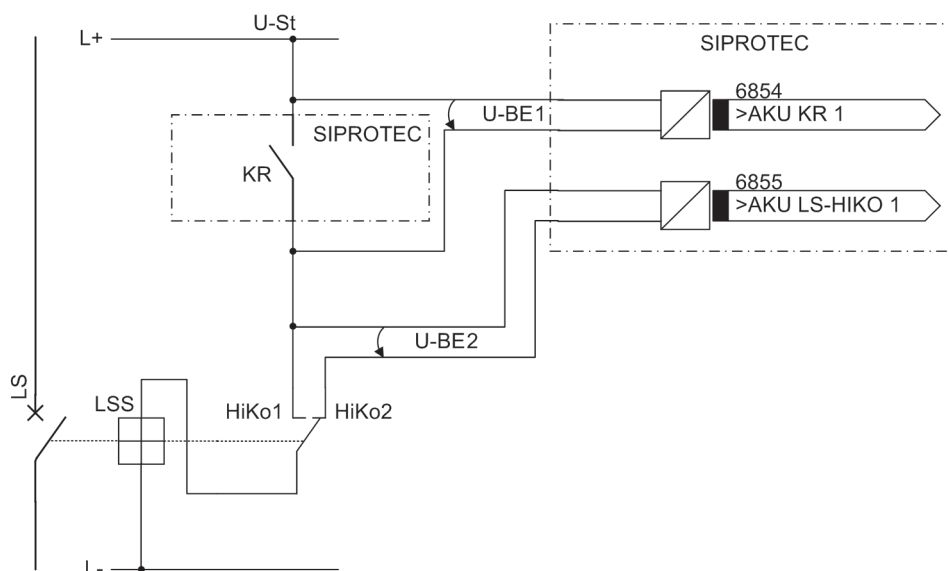 U-St
L+
SIPROTEC
6854
>AKU KR 1
U-BE1
SIPROTEC
KR
6855
>AKU LS-HIKO 1
U-BE2
LS
LSS
HiKo1
HiKo2
L-